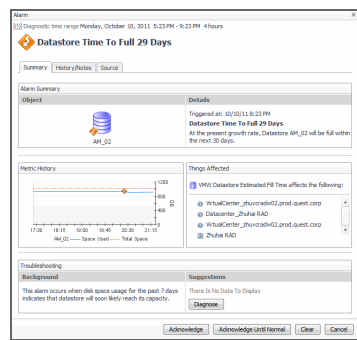 Alarm
Diagnostic time range Monday, October 10, 2011 5:23 PM - 9:23 PM 4 hours
Datastore Time To Full 29 Days
Summary History/Notes Source
Alarm Summary
Object
AM_02
Details
Triggered at: 10/10/11 8:23 PM
Datastore Time To Full 29 Days
At the present growth rate, Datastore AM_02 will be full within
the next 30 days.
Metric History
1200
800
400
0
GB
17:30 18:15 19:00 19:45 20:30 21:15
AM_02 Space Used Total Space
Things Affected
VMW Datastore Estimated Fill Time affects the following:
VirtualCenter_zhuvcradw02.prod.quest.corp
Datacenter_Zhuhai RAD
VirtualCenter_zhuvcradw02.prod.quest.corp
Zhuhai RAD
Troubleshooting
Background
This alarm occurs when disk space usage for the past 7 days
indicates that datastore will soon likely reach its capacity.
Suggestions
There Is No Data To Display
Diagnose
Acknowledge Acknowledge Until Normal Clear Cancel